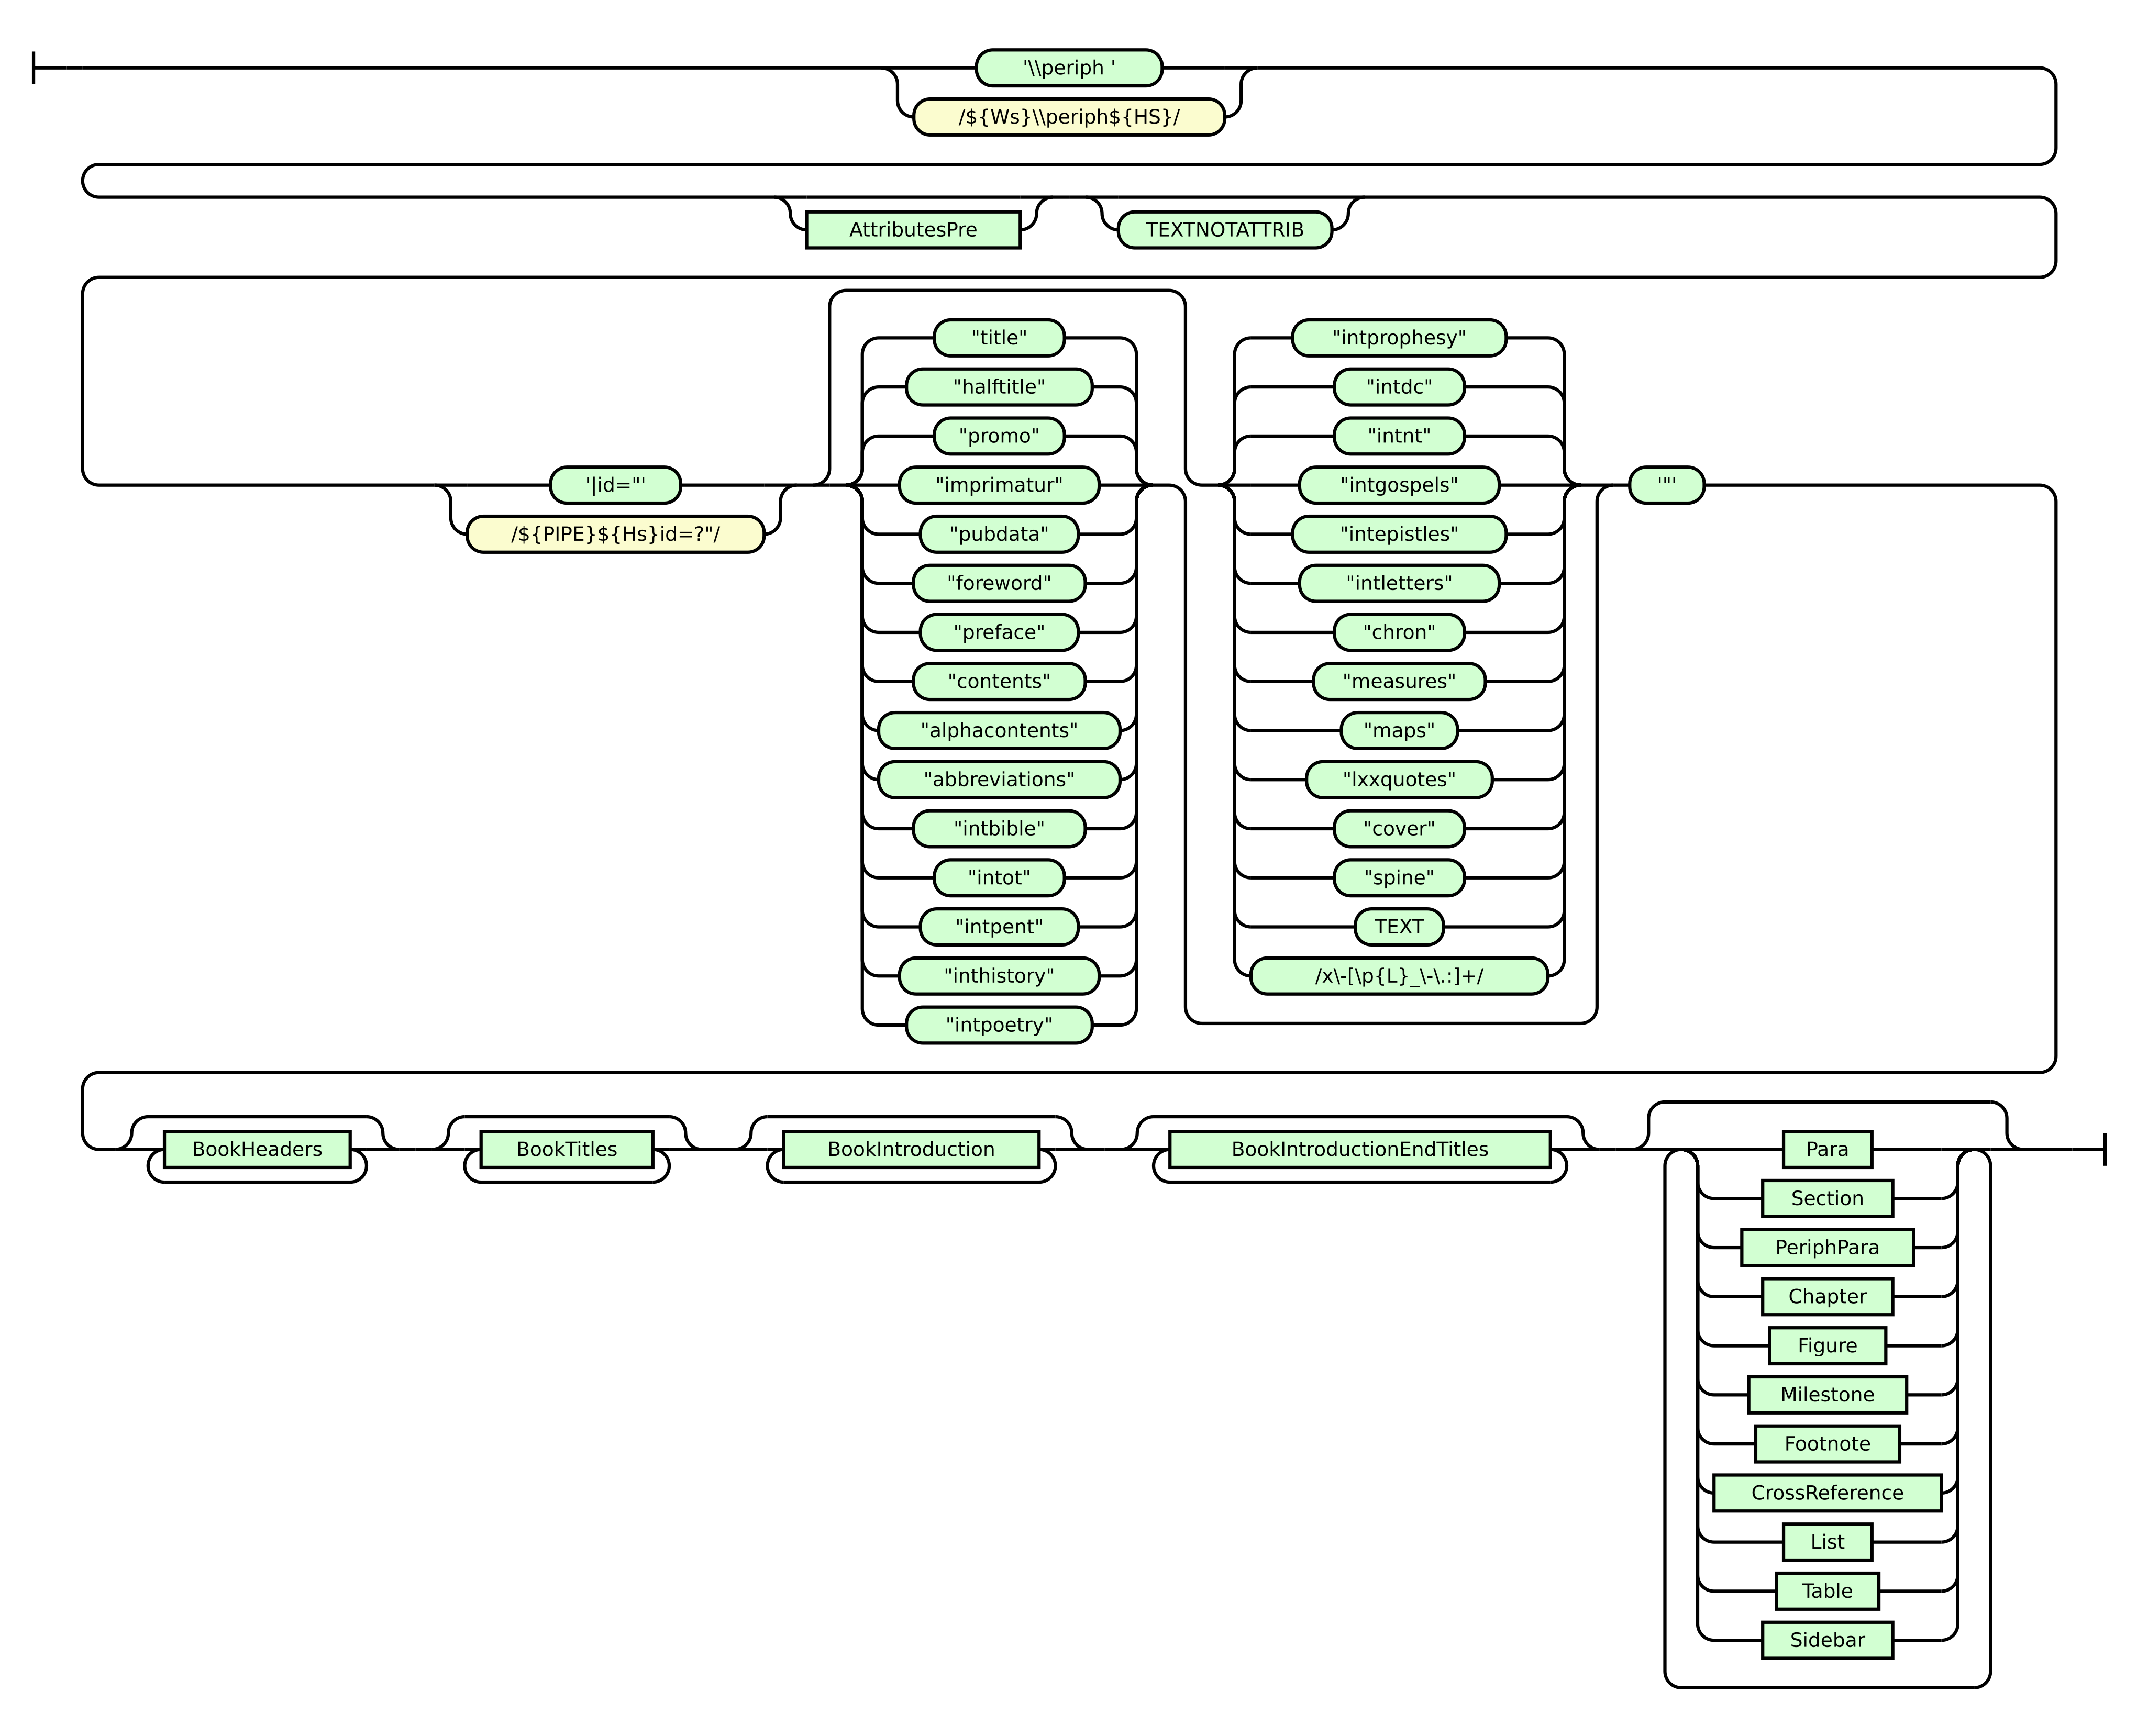 '\\periph '
/${Ws}\\periph${HS}/
AttributesPre
TEXTNOTATTRIB
'|id="'
/${PIPE}${Hs}id=?"/
"title"
"halftitle"
"promo"
"imprimatur"
"pubdata"
"foreword"
"preface"
"contents"
"alphacontents"
"abbreviations"
"intbible"
"intot"
"intpent"
"inthistory"
"intpoetry"
"intprophesy"
"intdc"
"intnt"
"intgospels"
"intepistles"
"intletters"
"chron"
"measures"
"maps"
"lxxquotes"
"cover"
"spine"
TEXT
/x\-[\p{L}_\-\.:]+/
'"'
BookHeaders
BookTitles
BookIntroduction
BookIntroductionEndTitles
Para
Section
PeriphPara
Chapter
Figure
Milestone
Footnote
CrossReference
List
Table
Sidebar